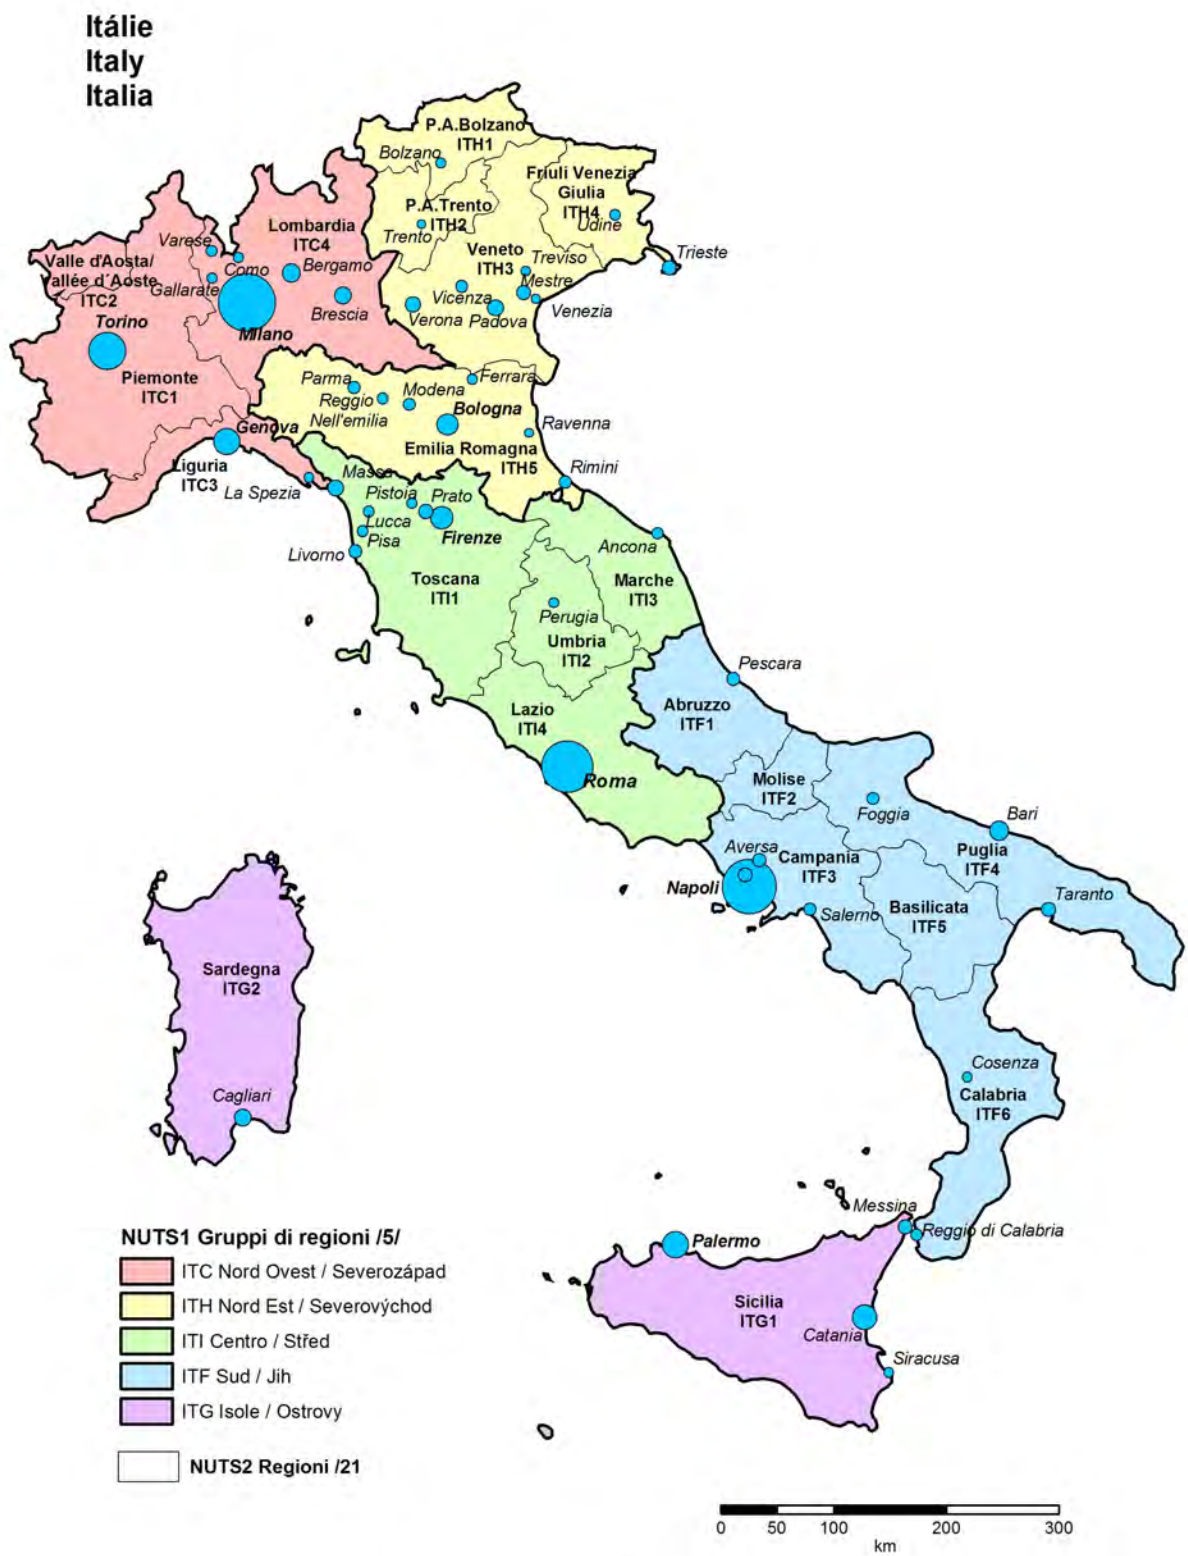 Itálie
Italy
Italia
P.A.Bolzano
ITH1
Bolzano
Friuli Venezia
Giulia
ITH4
Udine
P.A.Trento
ITH2
Trento
Lombardia
ITC4
Varese
Como
Bergamo
Veneto
ITH3
Treviso
Trieste
Valle d'Aosta/
Vallée d´Aoste
ITC2
Gallarate
Mestre
Vicenza
Venezia
Brescia
Verona
Padova
Torino
Milano
Piemonte
ITC1
Parma
Reggio
Nell'emilia
Modena
Ferrara
Bologna
Ravenna
Genova
Emilia Romagna
ITH5
Liguria
ITC3
La Spezia
Massa
Rimini
Pistoia
Prato
Lucca
Pisa
Firenze
Livorno
Ancona
Toscana
ITI1
Marche
ITI3
Perugia
Umbria
ITI2
Pescara
Lazio
ITI4
Abruzzo
ITF1
Roma
Molise
ITF2
Foggia
Bari
Aversa
Campania
ITF3
Puglia
ITF4
Napoli
Salerno
Basilicata
ITF5
Taranto
Sardegna
ITG2
Cagliari
Cosenza
Calabria
ITF6
Messina
Reggio di Calabria
Palermo
Sicilia
ITG1
Catania
Siracusa
NUTS1 Gruppi di regioni /5/
ITC Nord Ovest / Severozápad
ITH Nord Est / Severovýchod
ITI Centro / Střed
ITF Sud / Jih
ITG Isole / Ostrovy
NUTS2 Regioni /21
0 50 100 200 300
km